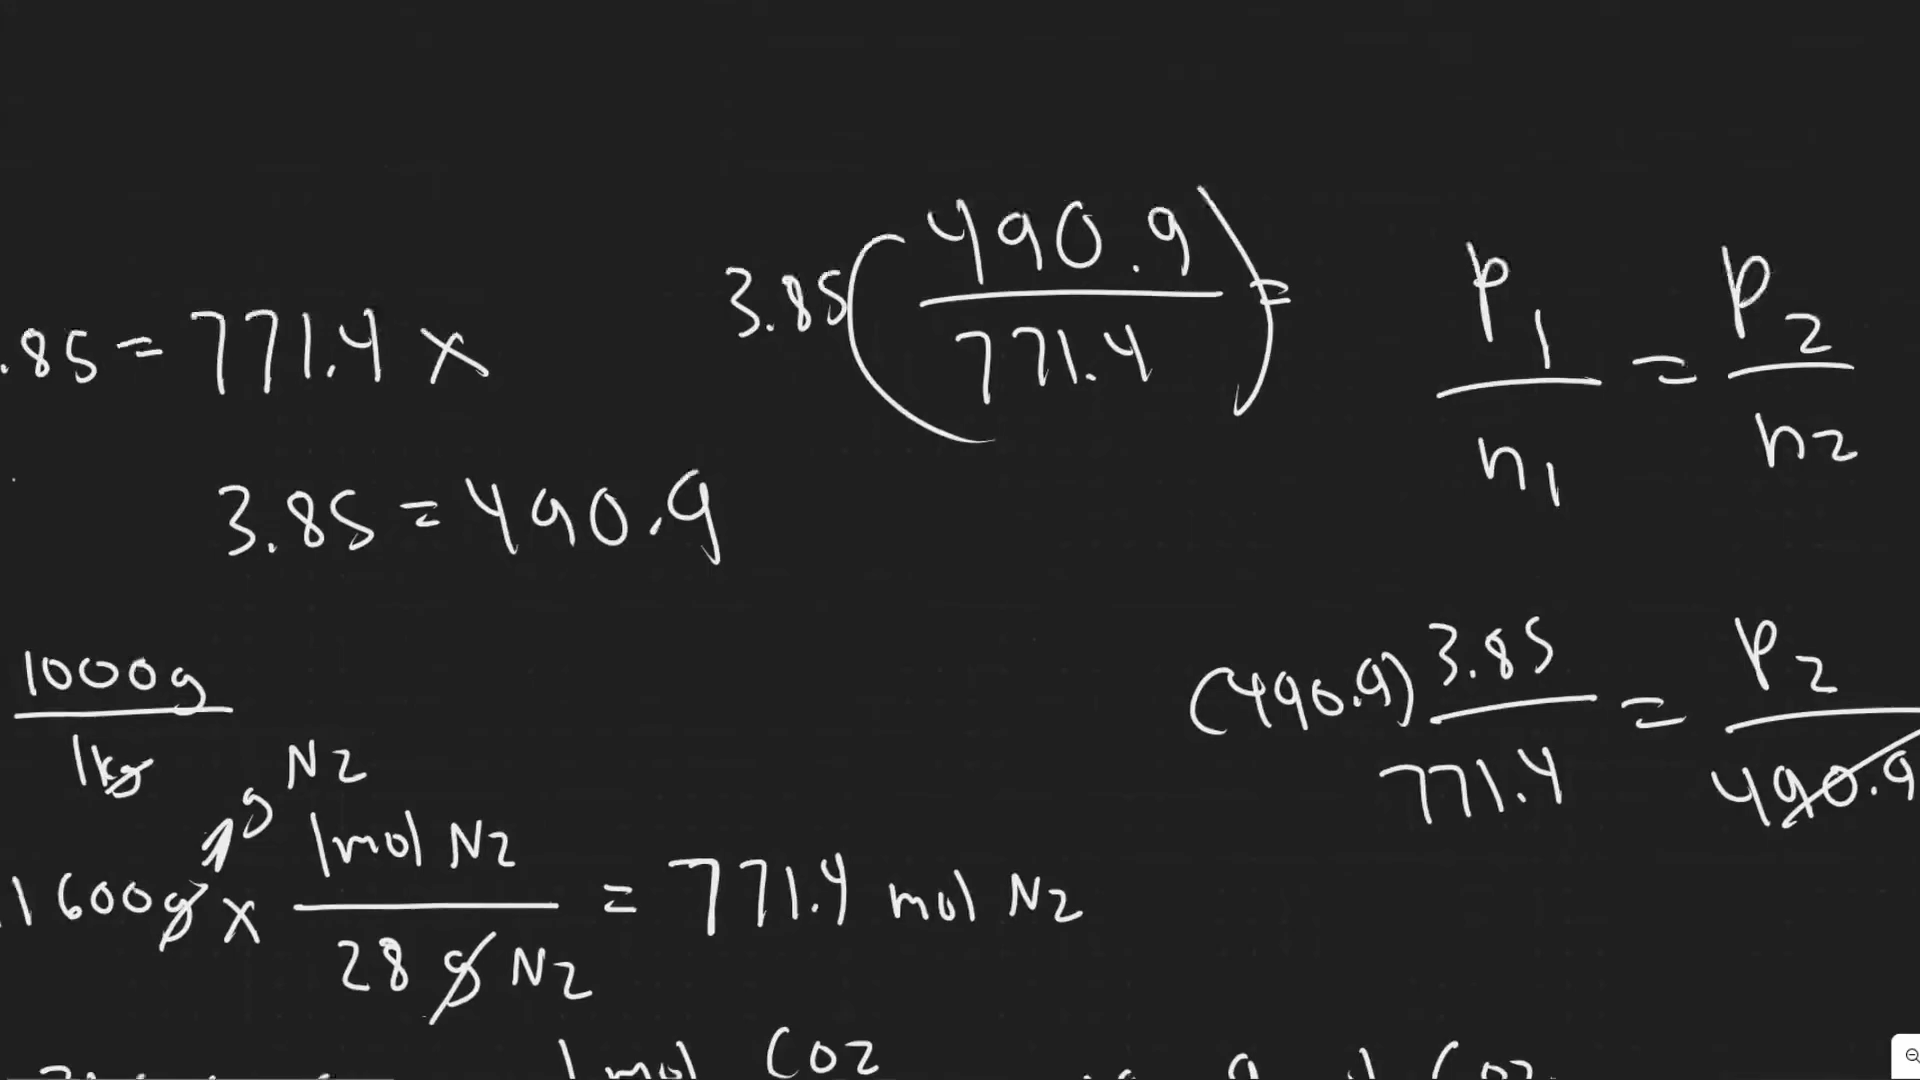 .85 = 771.4 x
3.85 = 490.9
3.85 ( 490.9 / 771.4 ) =
P1 / n1 = P2 / n2
(490.9) 3.85 / 771.4 = P2 / 490.9
1000g / 1kg
g N2
1600g x 1mol N2 / 28 g N2 = 771.4 mol N2
1mol CO2